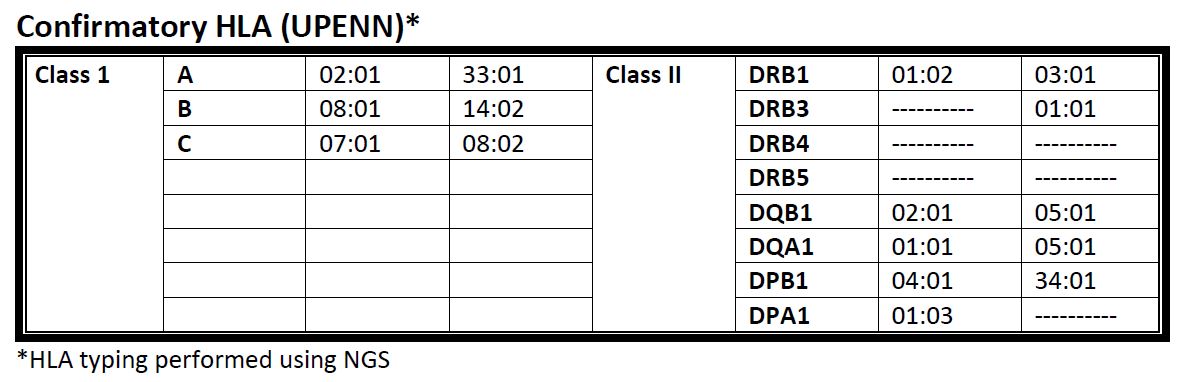 Confirmatory HLA (UPENN)*
Class 1 A 02:01 33:01 Class II DRB1 01:02 03:01
B 08:01 14:02 DRB3 ---------- 01:01
C 07:01 08:02 DRB4 ---------- ----------
DRB5 ---------- ----------
DQB1 02:01 05:01
DQA1 01:01 05:01
DPB1 04:01 34:01
DPA1 01:03 ----------
*HLA typing performed using NGS